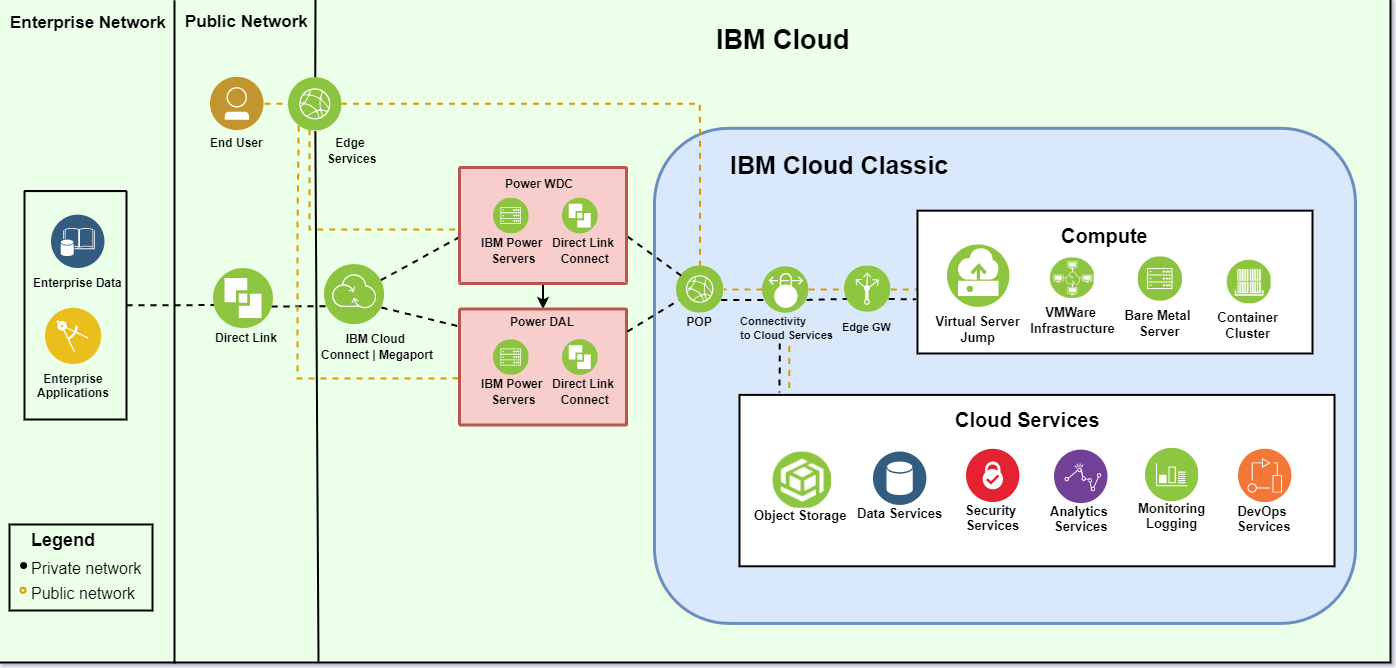 Enterprise Network
Public Network
IBM Cloud
End User
Edge
Services
IBM Cloud Classic
Power WDC
IBM Power
Servers
Direct Link
Connect
Enterprise Data
Enterprise
Applications
Direct Link
IBM Cloud
Connect | Megaport
Power DAL
IBM Power
Servers
Direct Link
Connect
POP
Connectivity
to Cloud Services
Edge GW
Compute
Virtual Server
Jump
VMWare
Infrastructure
Bare Metal
Server
Container
Cluster
Cloud Services
Object Storage
Data Services
Security
Services
Analytics
Services
Monitoring
Logging
DevOps
Services
Legend
Private network
Public network